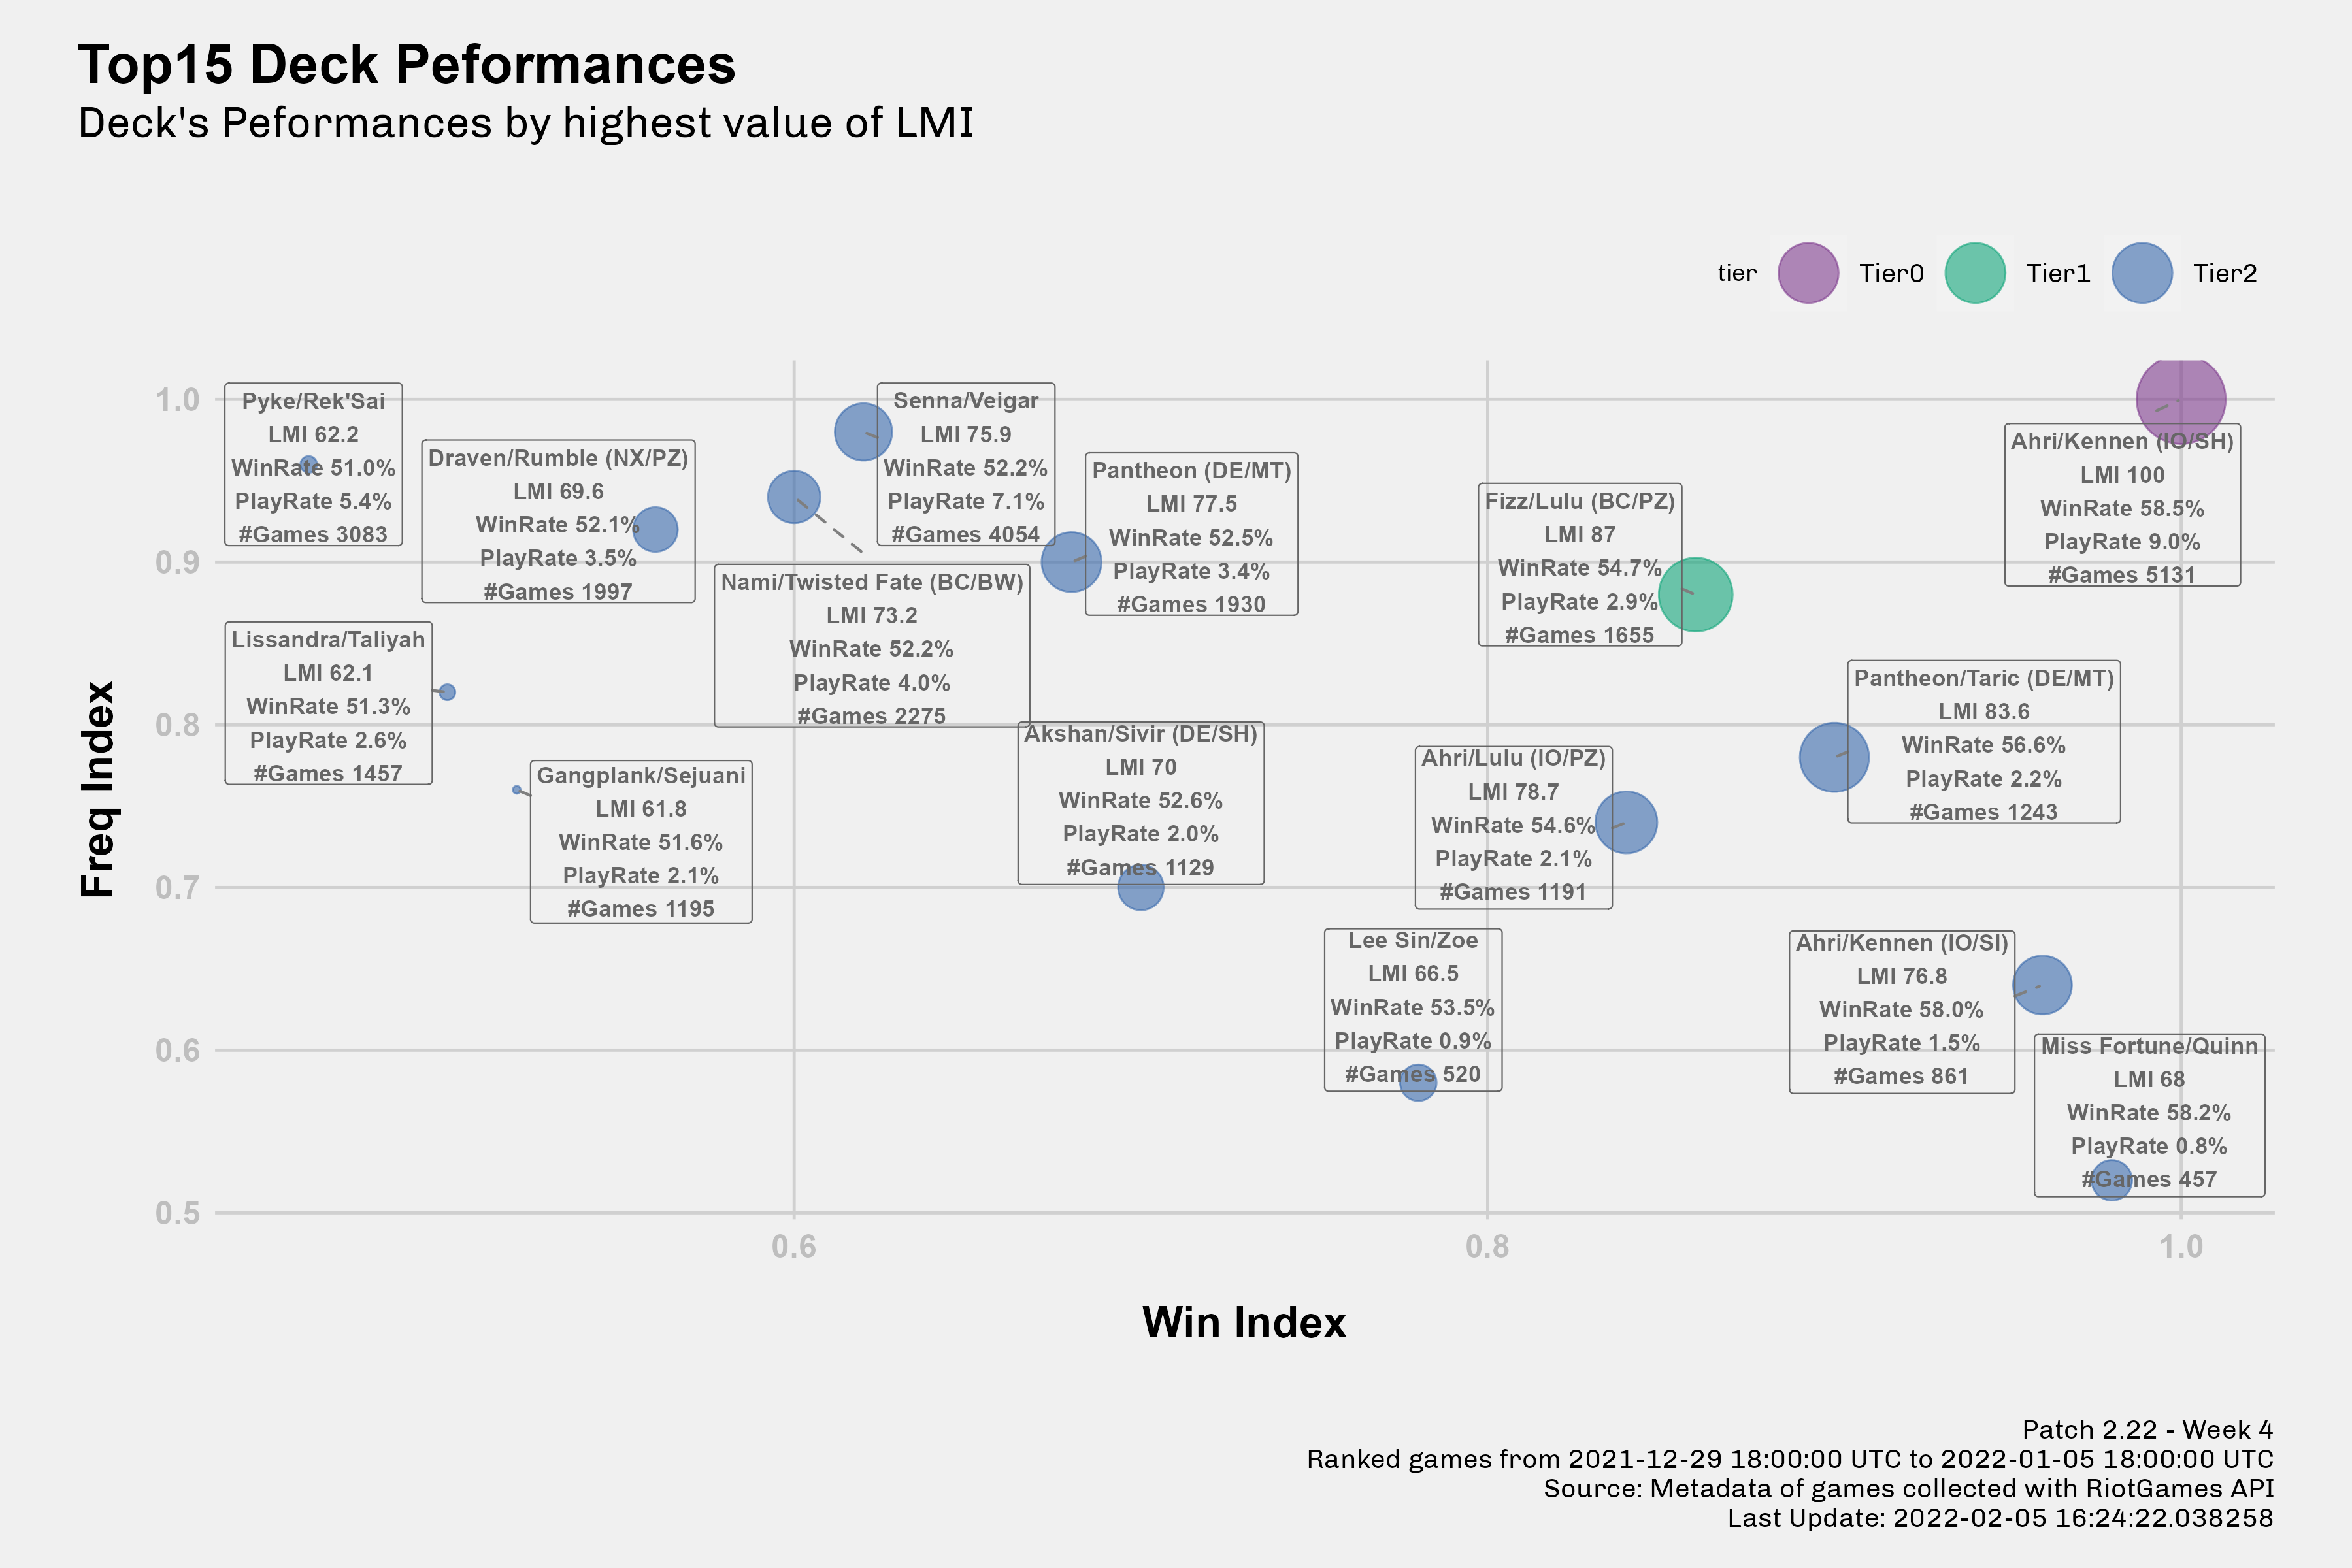 Top15 Deck Peformances
Deck's Peformances by highest value of LMI
tier
Tier0
Tier1
Tier2
Freq Index
1.0
0.9
0.8
0.7
0.6
0.5
Pyke/Rek'Sai
LMI 62.2
WinRate 51.0%
PlayRate 5.4%
#Games 3083
Draven/Rumble (NX/PZ)
LMI 69.6
WinRate 52.1%
PlayRate 3.5%
#Games 1997
Senna/Veigar
LMI 75.9
WinRate 52.2%
PlayRate 7.1%
#Games 4054
Pantheon (DE/MT)
LMI 77.5
WinRate 52.5%
PlayRate 3.4%
#Games 1930
Fizz/Lulu (BC/PZ)
LMI 87
WinRate 54.7%
PlayRate 2.9%
#Games 1655
Ahri/Kennen (IO/SH)
LMI 100
WinRate 58.5%
PlayRate 9.0%
#Games 5131
Nami/Twisted Fate (BC/BW)
LMI 73.2
WinRate 52.2%
PlayRate 4.0%
#Games 2275
Lissandra/Taliyah
LMI 62.1
WinRate 51.3%
PlayRate 2.6%
#Games 1457
Pantheon/Taric (DE/MT)
LMI 83.6
WinRate 56.6%
PlayRate 2.2%
#Games 1243
Akshan/Sivir (DE/SH)
LMI 70
WinRate 52.6%
PlayRate 2.0%
#Games 1129
Ahri/Lulu (IO/PZ)
LMI 78.7
WinRate 54.6%
PlayRate 2.1%
#Games 1191
Gangplank/Sejuani
LMI 61.8
WinRate 51.6%
PlayRate 2.1%
#Games 1195
Lee Sin/Zoe
LMI 66.5
WinRate 53.5%
PlayRate 0.9%
#Games 520
Ahri/Kennen (IO/SI)
LMI 76.8
WinRate 58.0%
PlayRate 1.5%
#Games 861
Miss Fortune/Quinn
LMI 68
WinRate 58.2%
PlayRate 0.8%
#Games 457
0.6
0.8
1.0
Win Index
Patch 2.22 - Week 4
Ranked games from 2021-12-29 18:00:00 UTC to 2022-01-05 18:00:00 UTC
Source: Metadata of games collected with RiotGames API
Last Update: 2022-02-05 16:24:22.038258